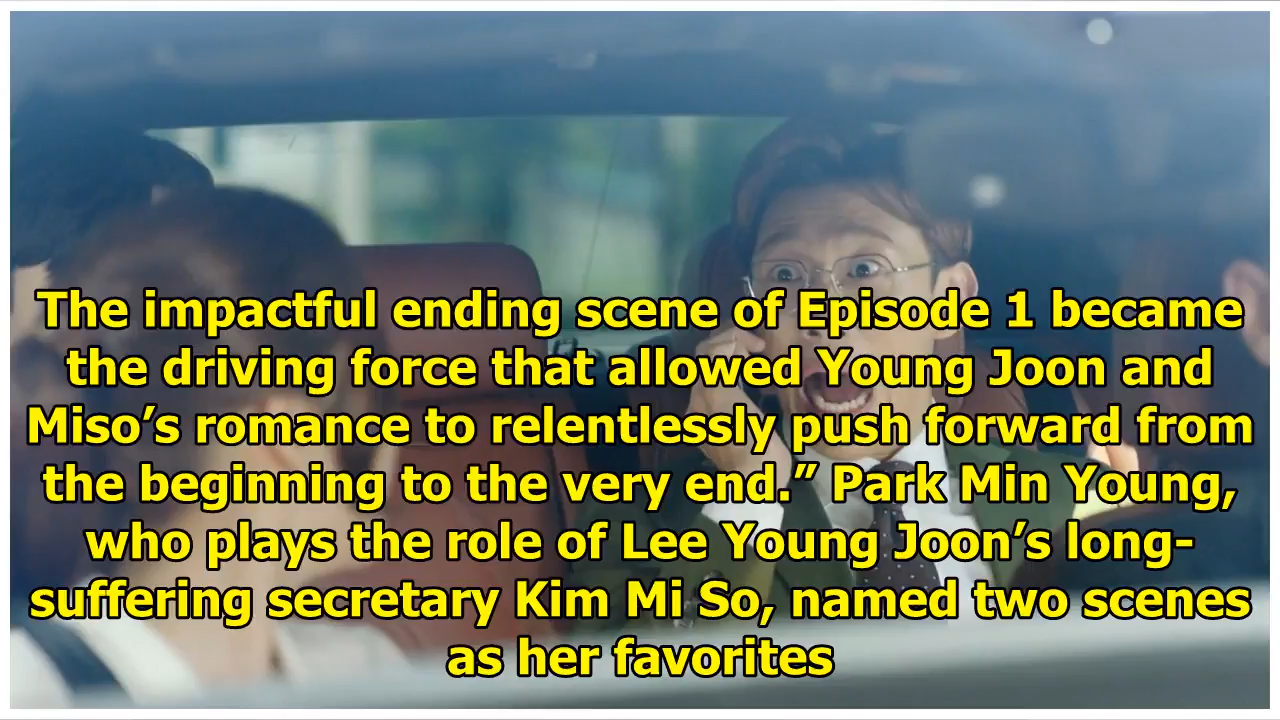 The impactful ending scene of Episode 1 became
the driving force that allowed Young Joon and
Miso’s romance to relentlessly push forward from
the beginning to the very end.” Park Min Young,
who plays the role of Lee Young Joon’s long-
suffering secretary Kim Mi So, named two scenes
as her favorites